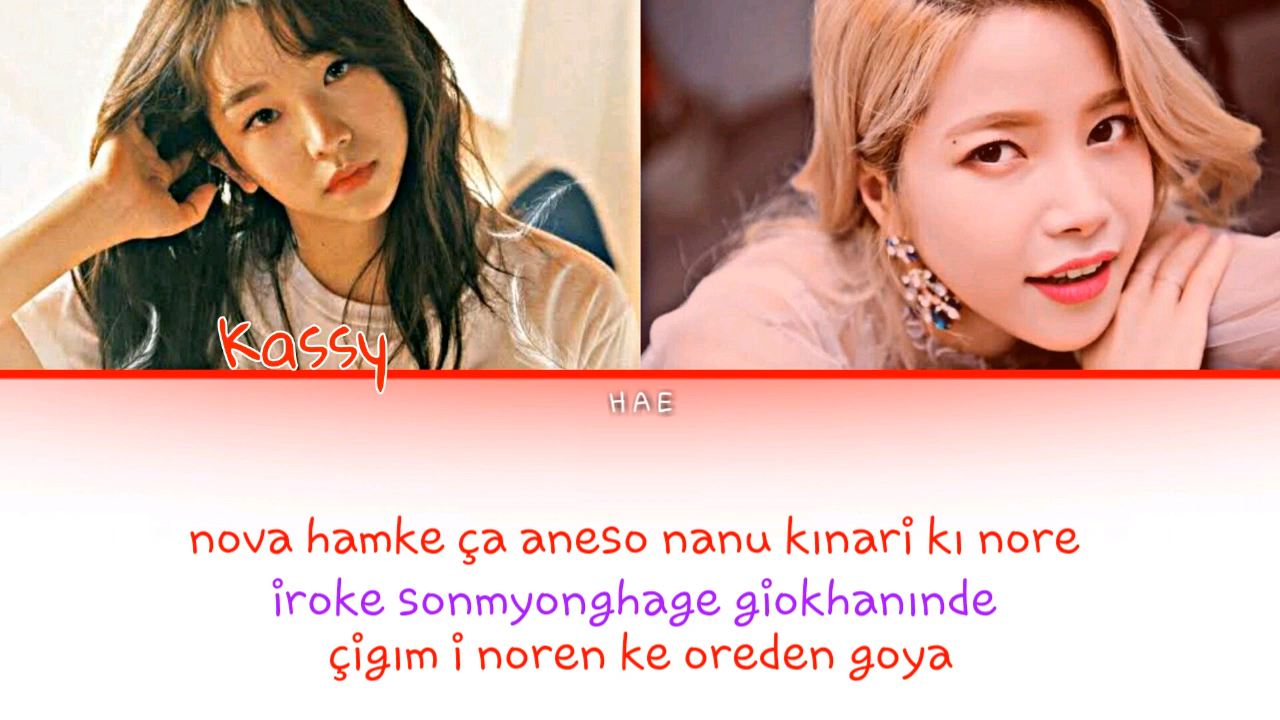 Kassy
HAE
nova hamke ça aneso nanu kınari kı nore
iroke sonmyonghage giokhanınde
çigım i noren ke oreden goya